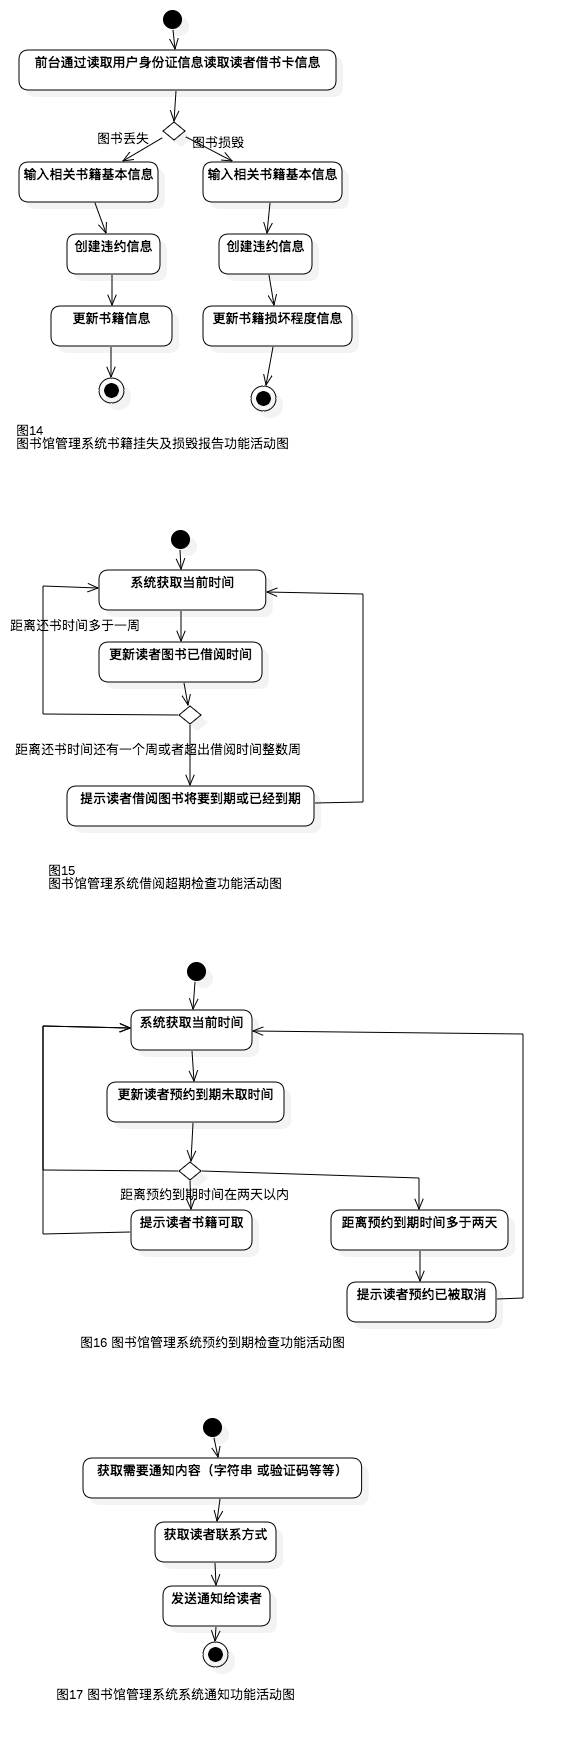 前台通过读取用户身份证信息读取读者借书卡信息
图书丢失
图书损毁
输入相关书籍基本信息
输入相关书籍基本信息
创建违约信息
创建违约信息
更新书籍信息
更新书籍损坏程度信息
图14
图书馆管理系统书籍挂失及损毁报告功能活动图
系统获取当前时间
距离还书时间多于一周
更新读者图书已借阅时间
距离还书时间还有一个周或者超出借阅时间整数周
提示读者借阅图书将要到期或已经到期
图15
图书馆管理系统借阅超期检查功能活动图
系统获取当前时间
更新读者预约到期未取时间
距离预约到期时间在两天以内
提示读者书籍可取
距离预约到期时间多于两天
提示读者预约已被取消
图16 图书馆管理系统预约到期检查功能活动图
获取需要通知内容（字符串 或验证码等等）
获取读者联系方式
发送通知给读者
图17 图书馆管理系统系统通知功能活动图